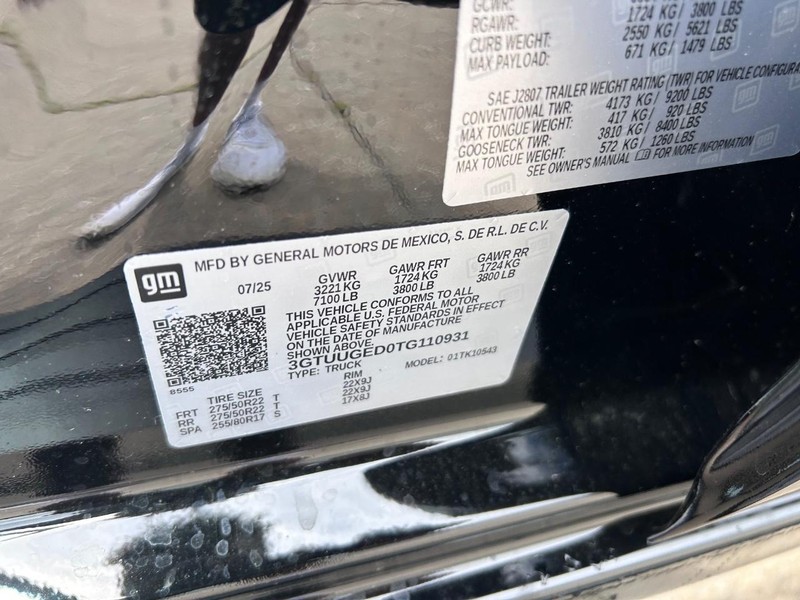 GCWR:
RGAWR: 1724 KG / 3800 LBS
CURB WEIGHT: 2550 KG / 5621 LBS
MAX PAYLOAD: 671 KG / 1479 LBS
SAE J2807 TRAILER WEIGHT RATING (TWR) FOR VEHICLE
CONVENTIONAL TWR: 4173 KG / 9200 LBS
MAX TONGUE WEIGHT: 417 KG / 920 LBS
GOOSENECK TWR: 3810 KG / 8400 LBS
MAX TONGUE WEIGHT: 572 KG / 1260 LBS
SEE OWNER'S MANUAL FOR MORE INFORMATION
gm
MFD BY GENERAL MOTORS DE MEXICO, S. DE R.L. DE C.V.
07/25 GVWR GAWR FRT GAWR RR
3221 KG 1724 KG 1724 KG
7100 LB 3800 LB 3800 LB
THIS VEHICLE CONFORMS TO ALL
APPLICABLE U.S. FEDERAL MOTOR
VEHICLE SAFETY STANDARDS IN EFFECT
ON THE DATE OF MANUFACTURE
SHOWN ABOVE.
3GTUUGED0TG110931
TYPE: TRUCK MODEL: 01TK10543
8555
TIRE SIZE RIM
FRT 275/50R22 T 22X9J
RR 275/50R22 T 22X9J
SPA 255/80R17 S 17X8J